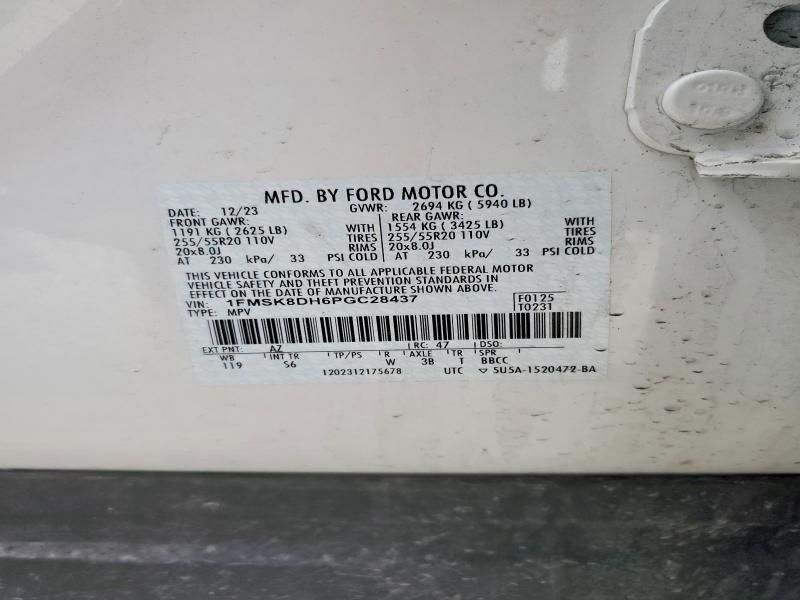 MFD. BY FORD MOTOR CO.
DATE: 12/23 GVWR: 2694 KG ( 5940 LB)
FRONT GAWR: REAR GAWR:
1191 KG ( 2625 LB) WITH 1554 KG ( 3425 LB) WITH
255/55R20 110V TIRES 255/55R20 110V TIRES
20x8.0J RIMS 20x8.0J RIMS
AT 230 kPa/ 33 PSI COLD AT 230 kPa/ 33 PSI COLD
THIS VEHICLE CONFORMS TO ALL APPLICABLE FEDERAL MOTOR
VEHICLE SAFETY AND THEFT PREVENTION STANDARDS IN
EFFECT ON THE DATE OF MANUFACTURE SHOWN ABOVE.
VIN: 1FMSK8DH6PGC28437 F0125
TYPE: MPV T0231
EXT PNT: AZ RC: 47 DSO:
WB INT TR TP/PS R AXLE TR SPR
119 S6 W 3B T BBCC
1202312175678 UTC ▽ 5U5A-1520472-BA